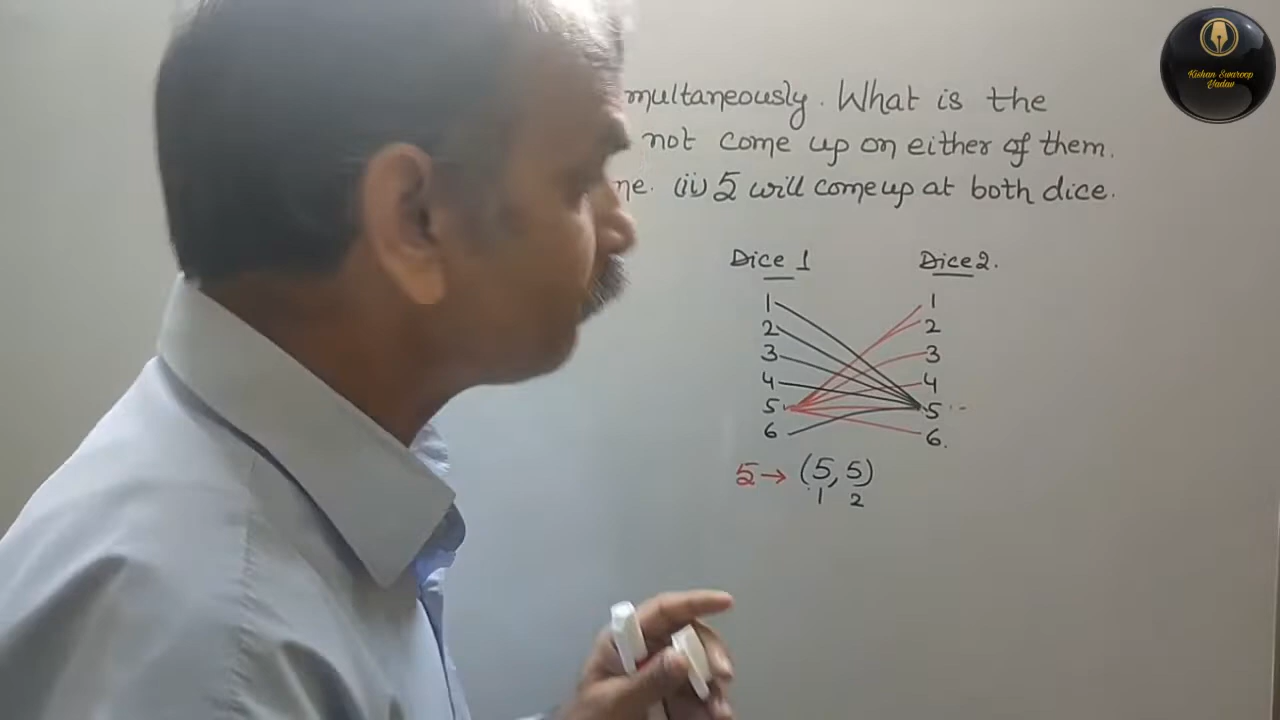 multaneously. What is the
not come up on either of them.
ne. (ii) 5 will come up at both dice.
Dice 1 Dice 2.
1 1
2 2
3 3
4 4
5 5
6 6.
5 → (5, 5)
1 2
Kishan Swaroop
Yadav